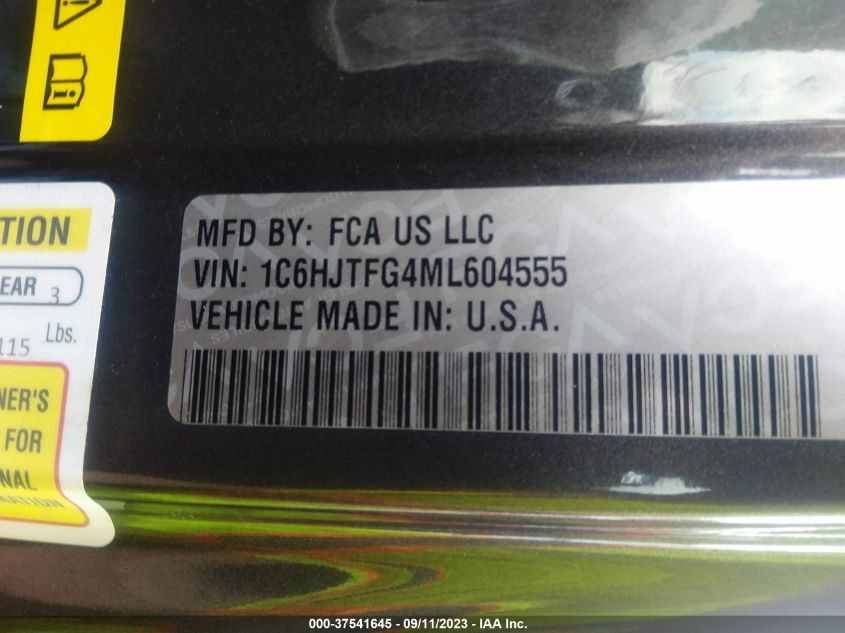 TION
EAR 3
115 Lbs.
NER'S
FOR
NAL
MFD BY: FCA US LLC
VIN: 1C6HJTFG4ML604555
VEHICLE MADE IN: U.S.A.
000-37541645 - 09/11/2023 - IAA Inc.